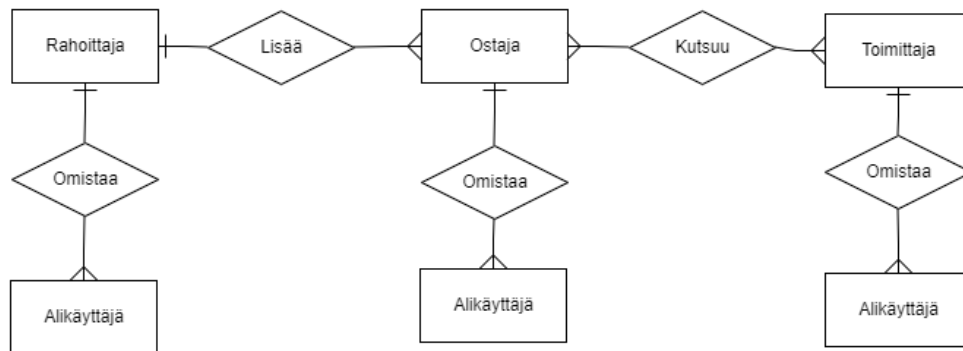 Rahoittaja
Lisää
Ostaja
Kutsuu
Toimittaja
Omistaa
Omistaa
Omistaa
Alikäyttäjä
Alikäyttäjä
Alikäyttäjä